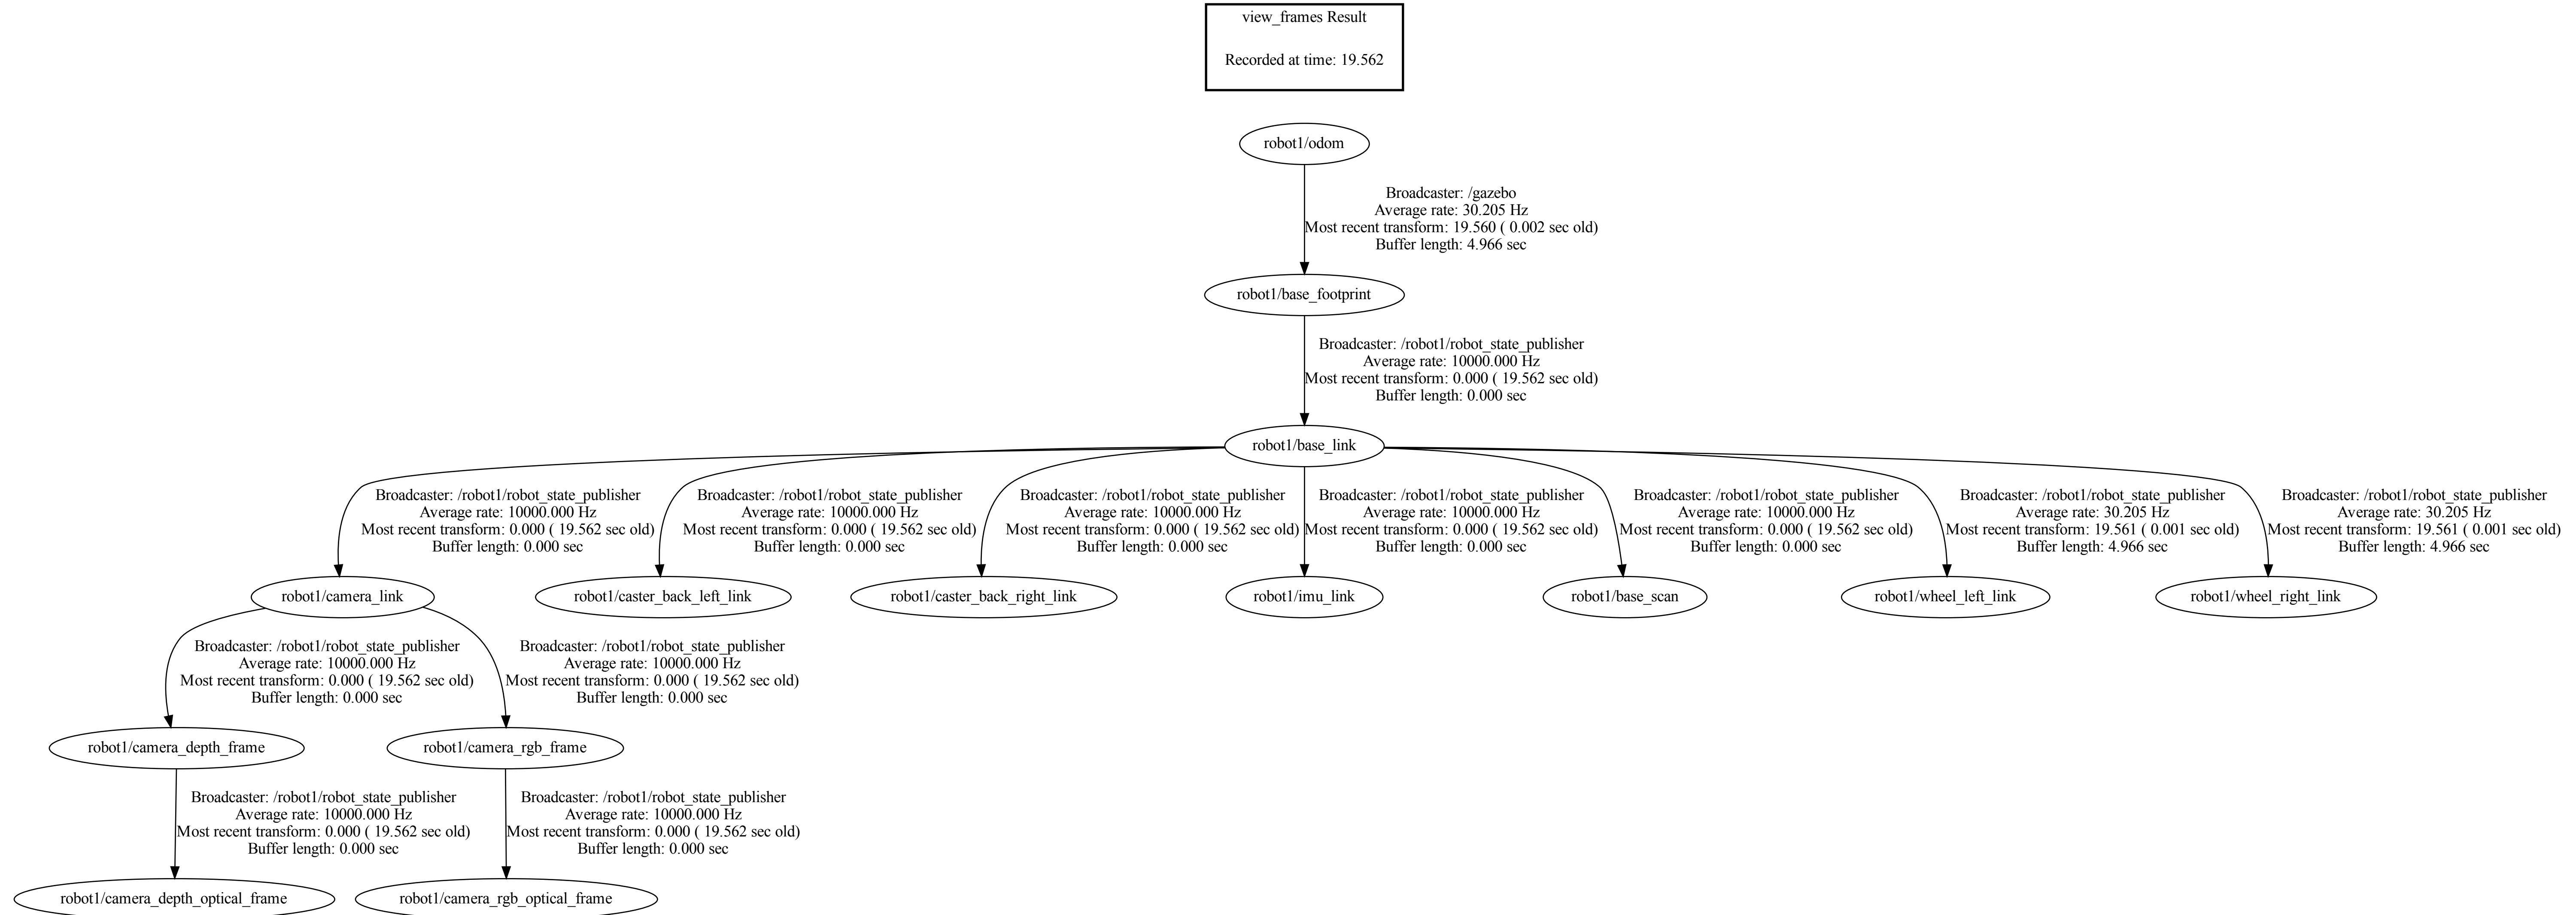 view_frames Result
Recorded at time: 19.562
robot1/odom
Broadcaster: /gazebo
Average rate: 30.205 Hz
Most recent transform: 19.560 ( 0.002 sec old)
Buffer length: 4.966 sec
robot1/base_footprint
Broadcaster: /robot1/robot_state_publisher
Average rate: 10000.000 Hz
Most recent transform: 0.000 ( 19.562 sec old)
Buffer length: 0.000 sec
robot1/base_link
Broadcaster: /robot1/robot_state_publisher
Average rate: 10000.000 Hz
Most recent transform: 0.000 ( 19.562 sec old)
Buffer length: 0.000 sec
Broadcaster: /robot1/robot_state_publisher
Average rate: 10000.000 Hz
Most recent transform: 0.000 ( 19.562 sec old)
Buffer length: 0.000 sec
Broadcaster: /robot1/robot_state_publisher
Average rate: 10000.000 Hz
Most recent transform: 0.000 ( 19.562 sec old)
Buffer length: 0.000 sec
Broadcaster: /robot1/robot_state_publisher
Average rate: 10000.000 Hz
Most recent transform: 0.000 ( 19.562 sec old)
Buffer length: 0.000 sec
Broadcaster: /robot1/robot_state_publisher
Average rate: 10000.000 Hz
Most recent transform: 0.000 ( 19.562 sec old)
Buffer length: 0.000 sec
Broadcaster: /robot1/robot_state_publisher
Average rate: 30.205 Hz
Most recent transform: 19.561 ( 0.001 sec old)
Buffer length: 4.966 sec
Broadcaster: /robot1/robot_state_publisher
Average rate: 30.205 Hz
Most recent transform: 19.561 ( 0.001 sec old)
Buffer length: 4.966 sec
robot1/camera_link
robot1/caster_back_left_link
robot1/caster_back_right_link
robot1/imu_link
robot1/base_scan
robot1/wheel_left_link
robot1/wheel_right_link
Broadcaster: /robot1/robot_state_publisher
Average rate: 10000.000 Hz
Most recent transform: 0.000 ( 19.562 sec old)
Buffer length: 0.000 sec
Broadcaster: /robot1/robot_state_publisher
Average rate: 10000.000 Hz
Most recent transform: 0.000 ( 19.562 sec old)
Buffer length: 0.000 sec
robot1/camera_depth_frame
robot1/camera_rgb_frame
Broadcaster: /robot1/robot_state_publisher
Average rate: 10000.000 Hz
Most recent transform: 0.000 ( 19.562 sec old)
Buffer length: 0.000 sec
Broadcaster: /robot1/robot_state_publisher
Average rate: 10000.000 Hz
Most recent transform: 0.000 ( 19.562 sec old)
Buffer length: 0.000 sec
robot1/camera_depth_optical_frame
robot1/camera_rgb_optical_frame